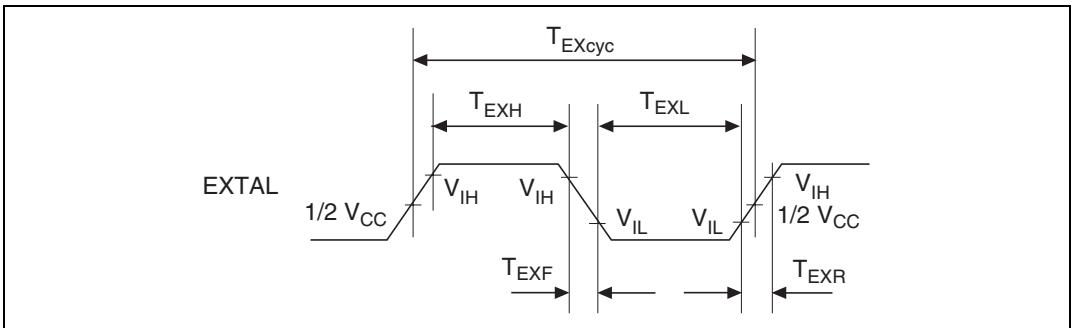 TEXcyc
TEXH
TEXL
EXTAL
1/2 VCC
VIH
VIH
VIL
VIL
VIH
1/2 VCC
TEXF
TEXR